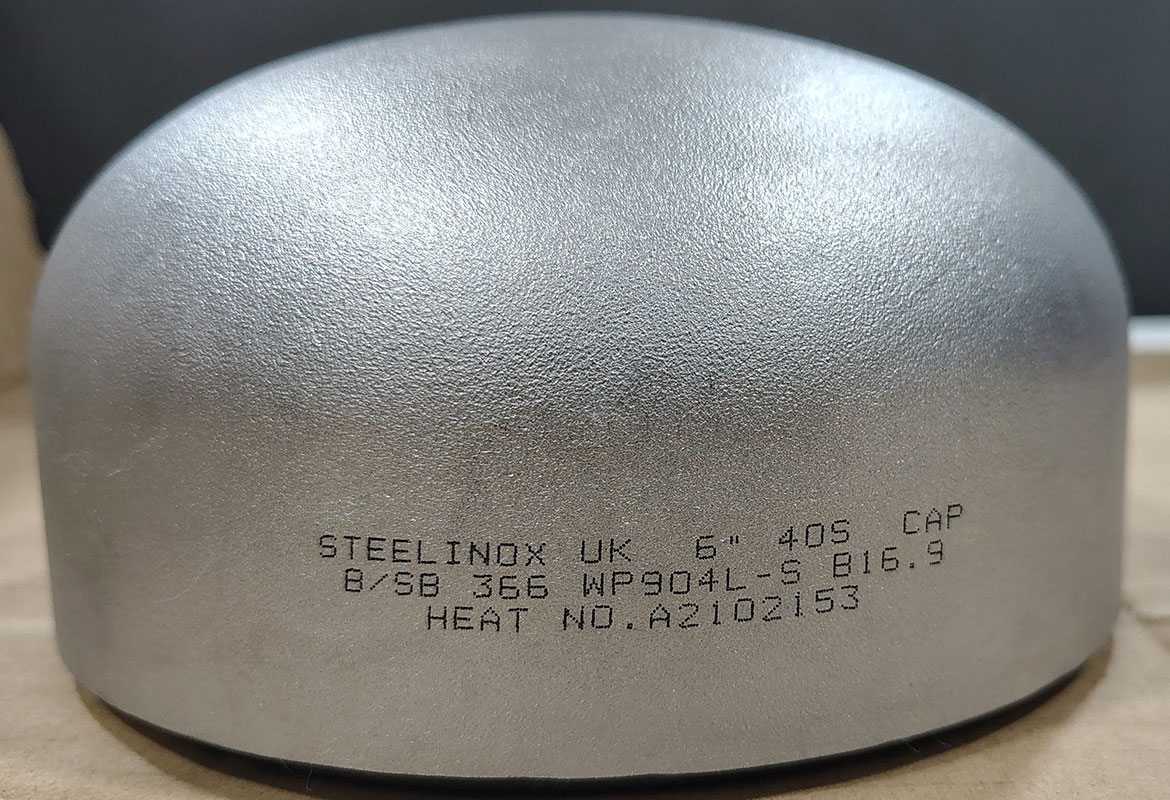 STEELINOX UK 6" 40S CAP
B/SB 366 WP904L-S B16.9
HEAT NO.A2102153